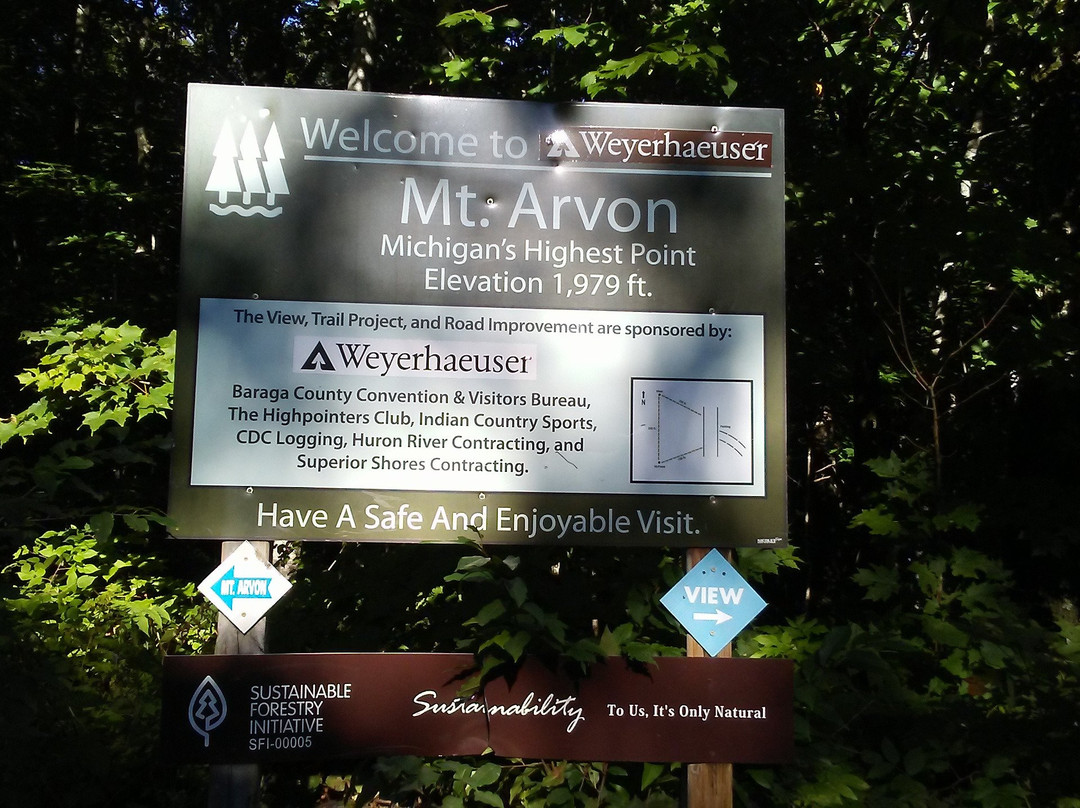 Welcome to Weyerhaeuser
Mt. Arvon
Michigan's Highest Point
Elevation 1,979 ft.
The View, Trail Project, and Road Improvement are sponsored by:
Weyerhaeuser
Baraga County Convention & Visitors Bureau,
The Highpointers Club, Indian Country Sports,
CDC Logging, Huron River Contracting, and
Superior Shores Contracting.
N
Have A Safe And Enjoyable Visit.
MT. ARVON
VIEW
SUSTAINABLE
FORESTRY
INITIATIVE
SFI-00005
Sustainability
To Us, It's Only Natural